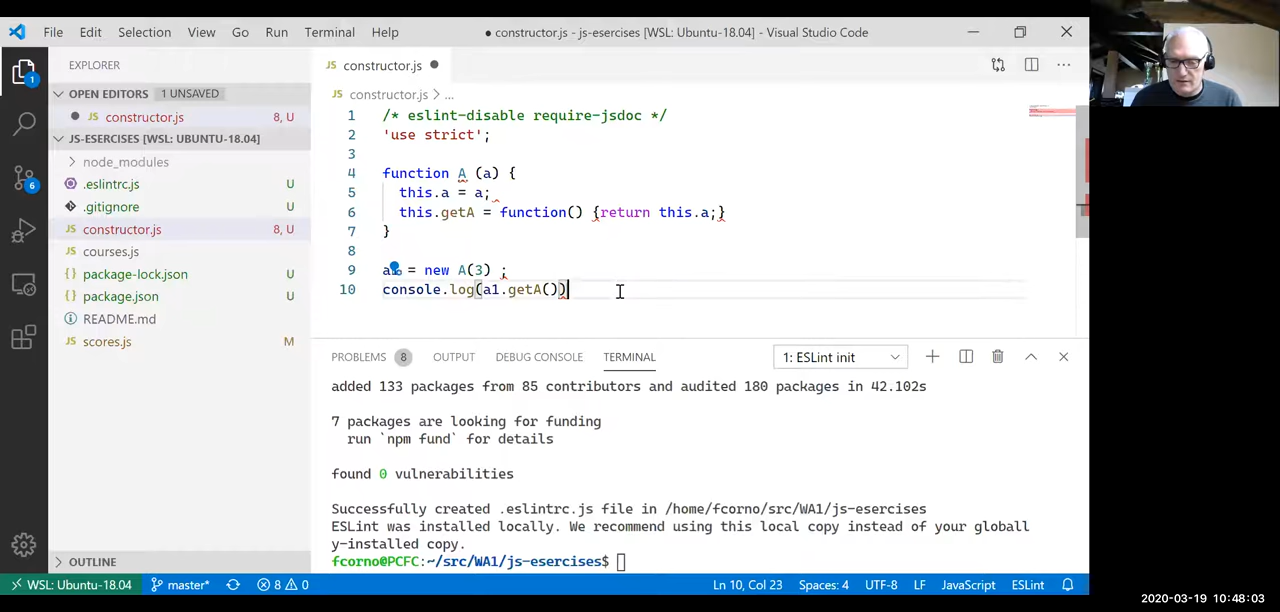 File Edit Selection View Go Run Terminal Help
● constructor.js - js-esercises [WSL: Ubuntu-18.04] - Visual Studio Code
EXPLORER
OPEN EDITORS 1 UNSAVED
JS constructor.js 8, U
JS-ESERCISES [WSL: UBUNTU-18.04]
node_modules
.eslintrc.js U
.gitignore U
JS constructor.js 8, U
JS courses.js
{} package-lock.json U
{} package.json U
README.md
JS scores.js M
OUTLINE
1
6
JS constructor.js ●
JS constructor.js > ...
1 /* eslint-disable require-jsdoc */
2 'use strict';
3
4 function A (a) {
5 this.a = a;
6 this.getA = function() {return this.a;}
7 }
8
9 a = new A(3) ;
10 console.log(a1.getA())
PROBLEMS 8 OUTPUT DEBUG CONSOLE TERMINAL 1: ESLint init
added 133 packages from 85 contributors and audited 180 packages in 42.102s
7 packages are looking for funding
run `npm fund` for details
found 0 vulnerabilities
Successfully created .eslintrc.js file in /home/fcorno/src/WA1/js-esercises
ESLint was installed locally. We recommend using this local copy instead of your globall
y-installed copy.
fcorno@PCFC:~/src/WA1/js-esercises$
WSL: Ubuntu-18.04 master* 8 0 Ln 10, Col 23 Spaces: 4 UTF-8 LF JavaScript ESLint
2020-03-19 10:48:03